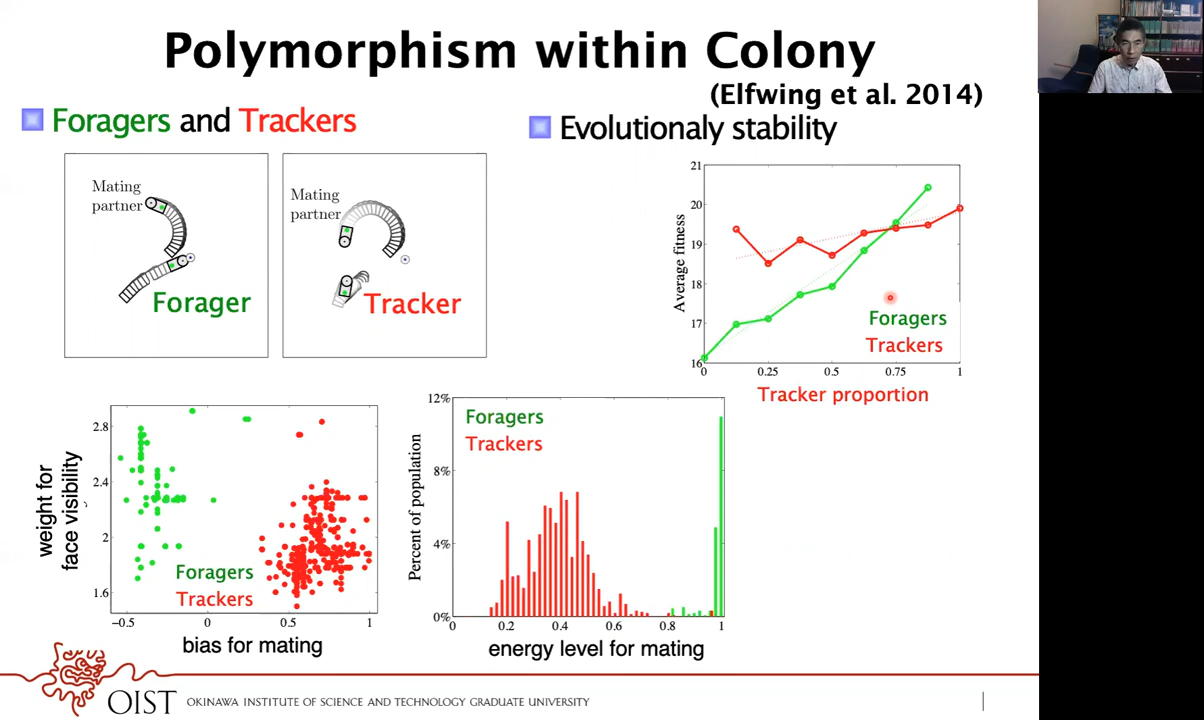 Polymorphism within Colony
(Elfwing et al. 2014)
Foragers and Trackers
Mating
partner
Forager
Mating
partner
Tracker
Evolutionaly stability
21
20
19
18
17
16
Average fitness
0
0.25
0.5
0.75
1
Foragers
Trackers
Tracker proportion
2.8
2.4
2
1.6
weight for
face visibility
−0.5
0
0.5
1
Foragers
Trackers
bias for mating
12%
8%
4%
0%
Percent of population
0
0.2
0.4
0.6
0.8
1
Foragers
Trackers
energy level for mating
OIST
OKINAWA INSTITUTE OF SCIENCE AND TECHNOLOGY GRADUATE UNIVERSITY